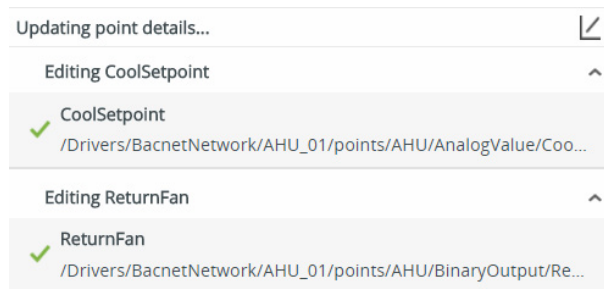 Updating point details...
Editing CoolSetpoint
CoolSetpoint
/Drivers/BacnetNetwork/AHU_01/points/AHU/AnalogValue/Coo...
Editing ReturnFan
ReturnFan
/Drivers/BacnetNetwork/AHU_01/points/AHU/BinaryOutput/Re...